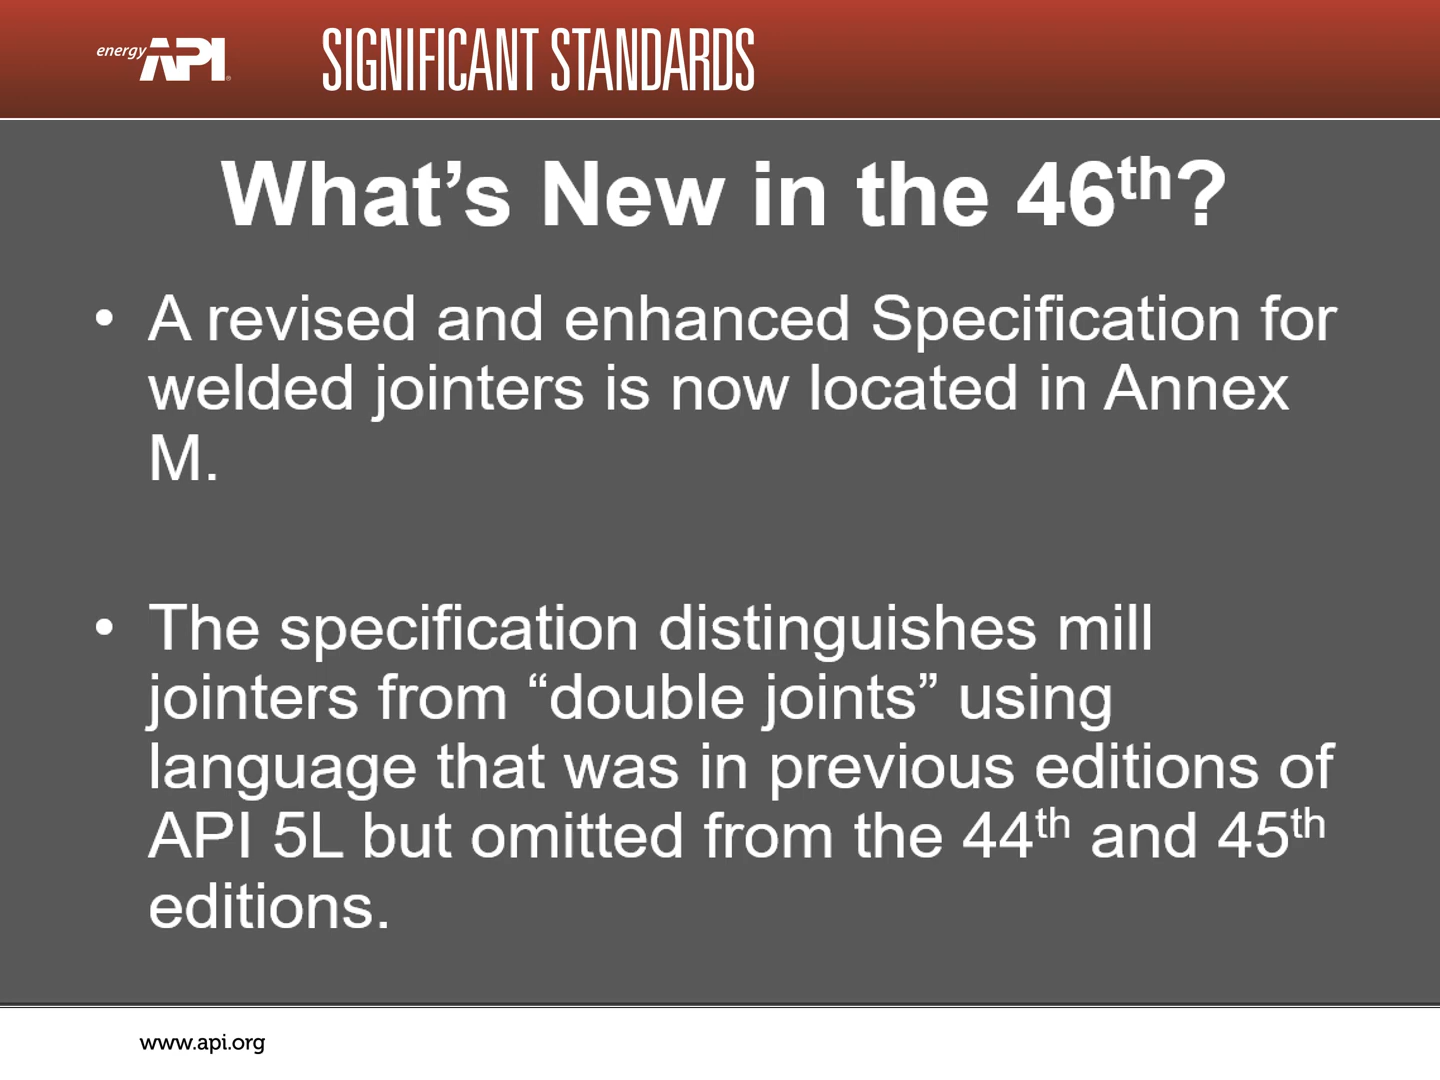 energy API®
SIGNIFICANT STANDARDS
What’s New in the 46th?
• A revised and enhanced Specification for
welded jointers is now located in Annex
M.
• The specification distinguishes mill
jointers from “double joints” using
language that was in previous editions of
API 5L but omitted from the 44th and 45th
editions.
www.api.org